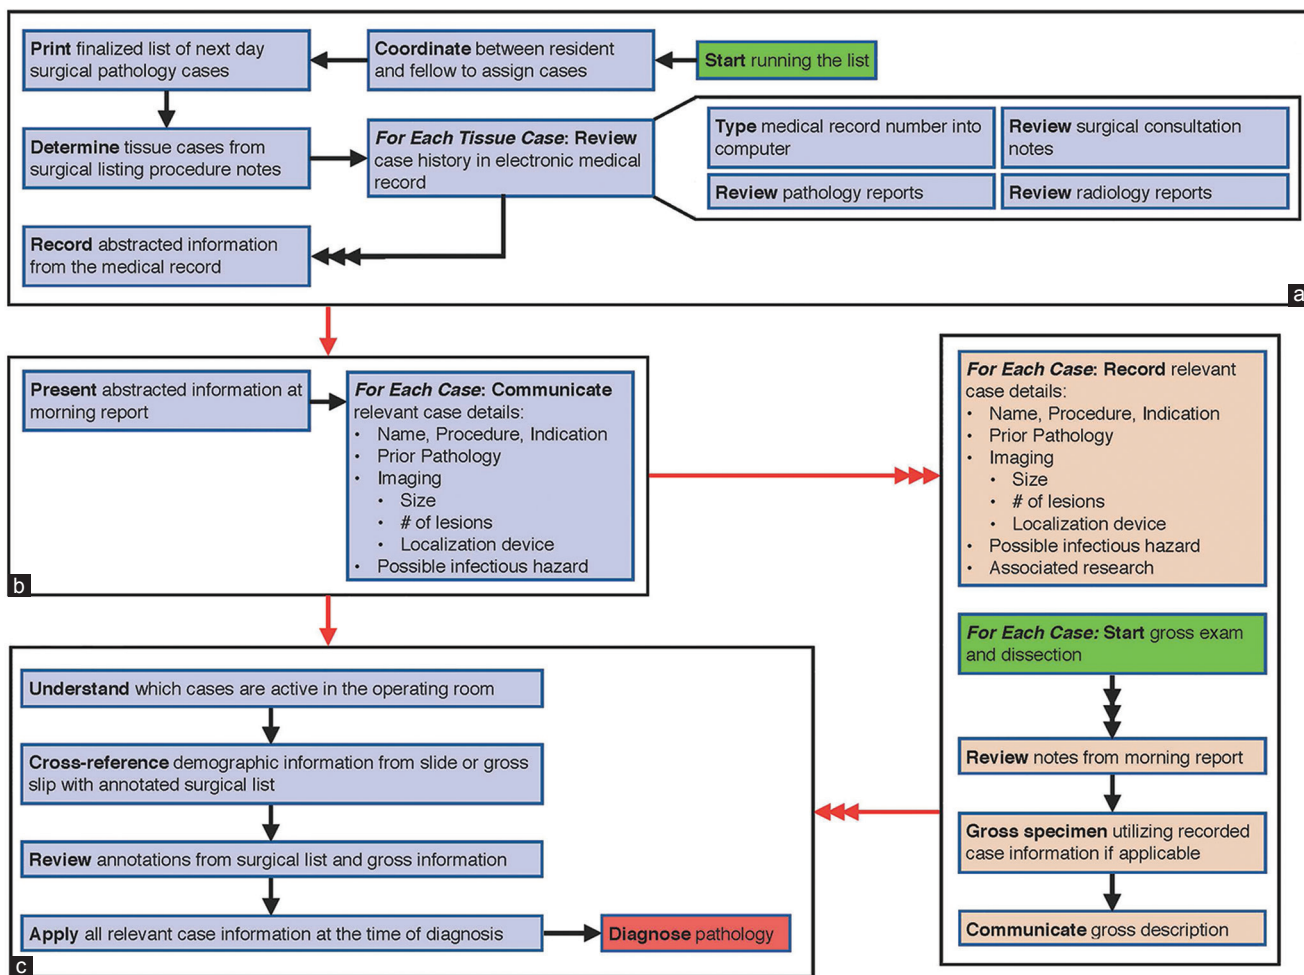 Print finalized list of next day
surgical pathology cases
Coordinate between resident
and fellow to assign cases
Start running the list
Determine tissue cases from
surgical listing procedure notes
For Each Tissue Case: Review
case history in electronic medical
record
Type medical record number into
computer
Review surgical consultation
notes
Review pathology reports
Review radiology reports
Record abstracted information
from the medical record
a
Present abstracted information at
morning report
For Each Case: Communicate
relevant case details:
• Name, Procedure, Indication
• Prior Pathology
• Imaging
• Size
• # of lesions
• Localization device
• Possible infectious hazard
b
For Each Case: Record relevant
case details:
• Name, Procedure, Indication
• Prior Pathology
• Imaging
• Size
• # of lesions
• Localization device
• Possible infectious hazard
• Associated research
For Each Case: Start gross exam
and dissection
Review notes from morning report
Gross specimen utilizing recorded
case information if applicable
Communicate gross description
Understand which cases are active in the operating room
Cross-reference demographic information from slide or gross
slip with annotated surgical list
Review annotations from surgical list and gross information
Apply all relevant case information at the time of diagnosis
Diagnose pathology
c